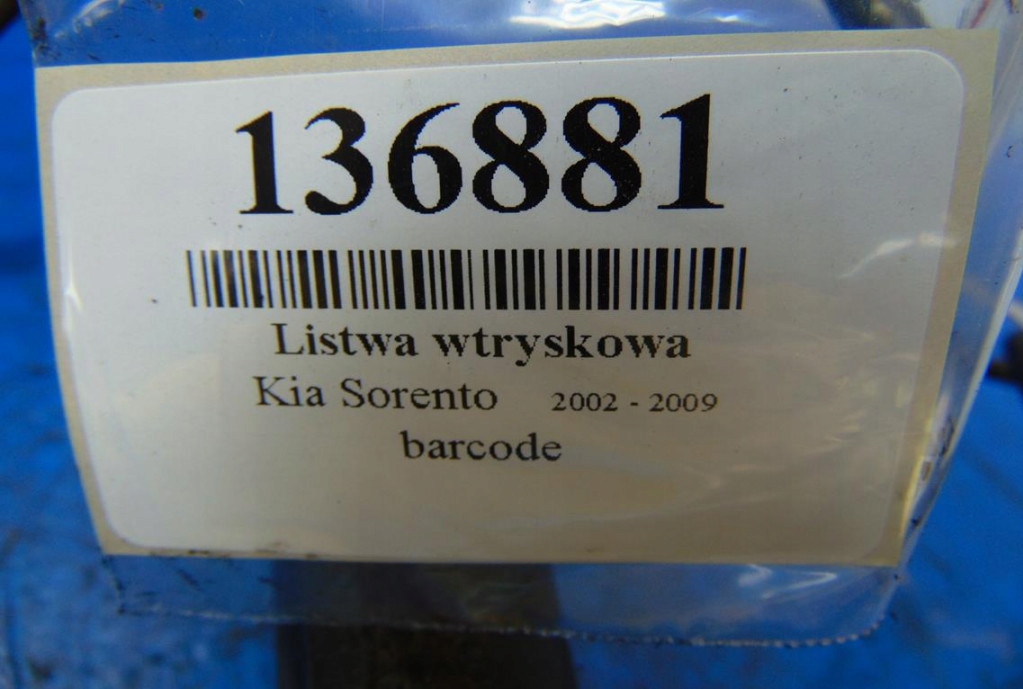 136881
Listwa wtryskowa
Kia Sorento 2002 - 2009
barcode